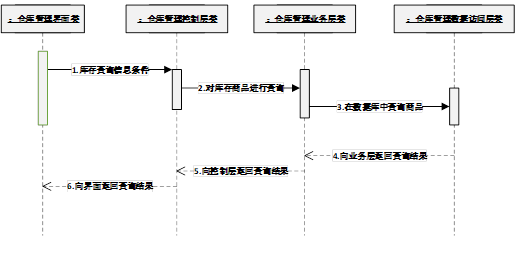 ：仓库管理界面类
：仓库管理控制层类
：仓库管理业务层类
：仓库管理数据访问层类
1.库存查询信息条件
2.对库存商品进行查询
3.在数据库中查询商品
4.向业务层返回查询结果
5.向控制层返回查询结果
6.向界面返回查询结果